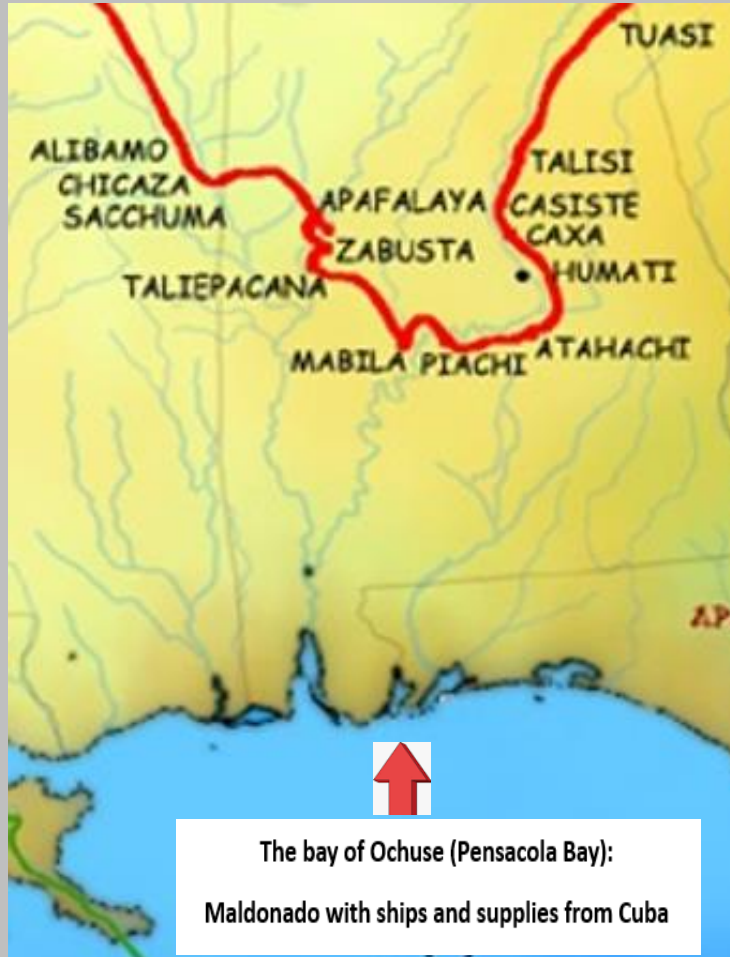 TUASI
ALIBAMO
TALISI
CHICAZA
APAFALAYA
CASISTE
SACCHUMA
CAXA
ZABUSTA
HUMATI
TALIEPACANA
ATAHACHI
MABILA
PIACHI
AP
The bay of Ochuse (Pensacola Bay):
Maldonado with ships and supplies from Cuba